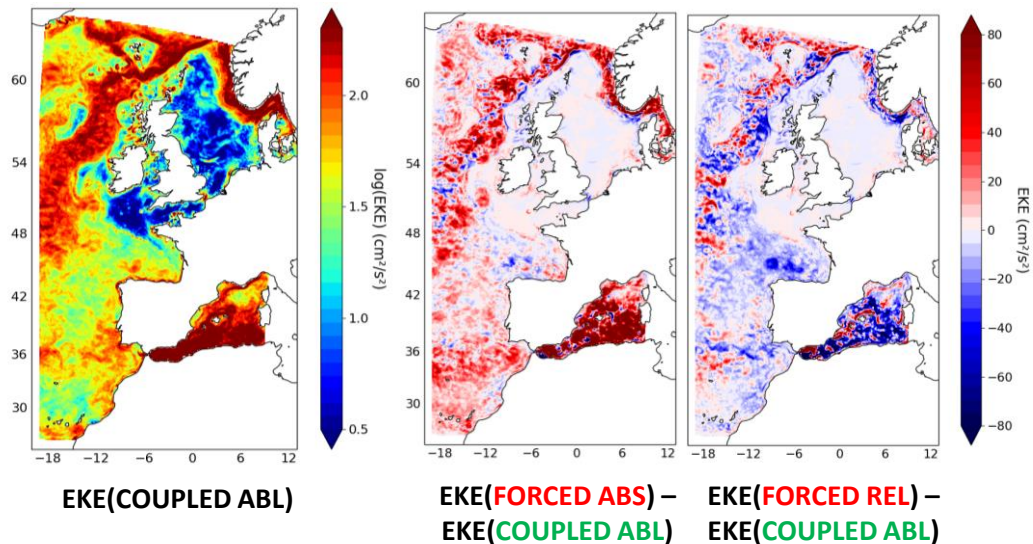 60
54
48
42
36
30
−18 −12 −6 0 6 12
2.0
1.5
1.0
0.5
log(EKE) (cm²/s²)
60
54
48
42
36
30
−18 −12 −6 0 6 12
−18 −12 −6 0 6 12
80
60
40
20
0
−20
−40
−60
−80
EKE (cm²/s²)
EKE(COUPLED ABL)
EKE(FORCED ABS) –
EKE(COUPLED ABL)
EKE(FORCED REL) –
EKE(COUPLED ABL)